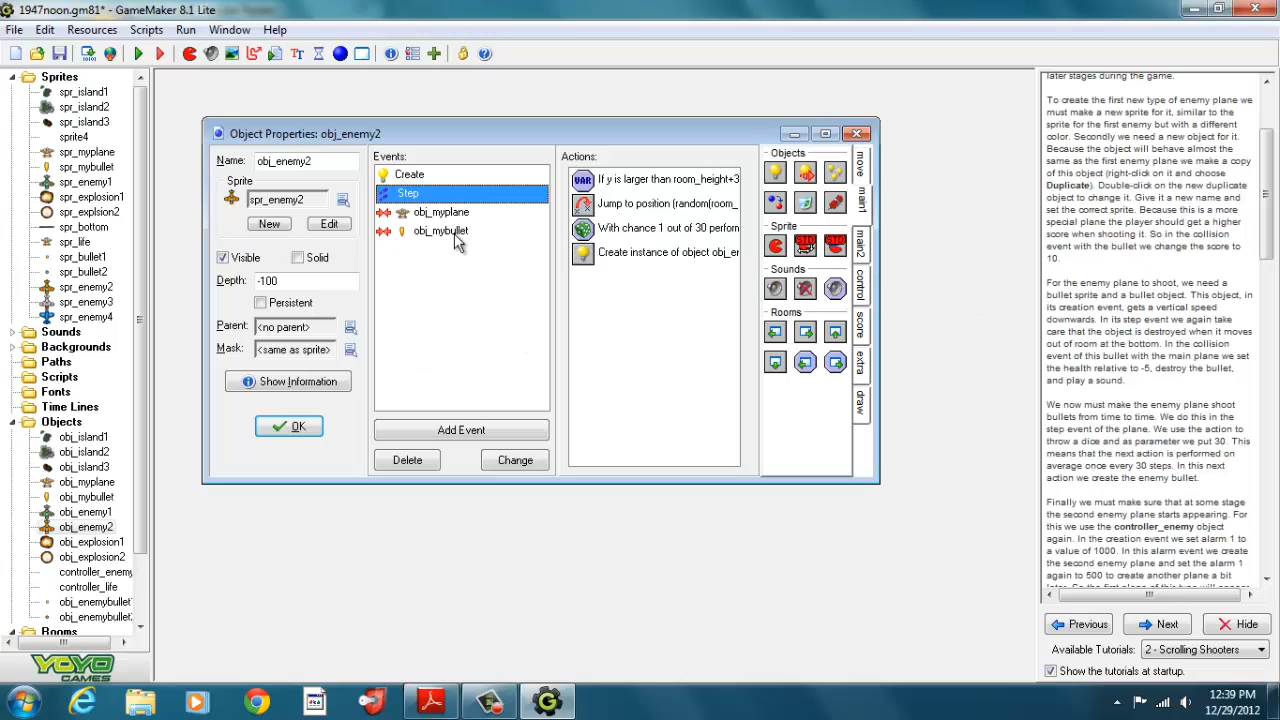 1947noon.gm81* - GameMaker 8.1 Lite
File Edit Resources Scripts Run Window Help
Sprites
spr_island1
spr_island2
spr_island3
sprite4
spr_myplane
spr_mybullet
spr_enemy1
spr_explsion1
spr_explsion2
spr_bottom
spr_life
spr_bullet1
spr_bullet2
spr_enemy2
spr_enemy3
spr_enemy4
Sounds
Backgrounds
Paths
Scripts
Fonts
Time Lines
Objects
obj_island1
obj_island2
obj_island3
obj_myplane
obj_mybullet
obj_enemy1
obj_enemy2
obj_explosion1
obj_explosion2
controller_enemy
controller_life
obj_enemybullet
obj_enemybullet
Rooms
YOYO
GAMES
Object Properties: obj_enemy2
Name: obj_enemy2
Sprite
spr_enemy2
New Edit
Visible Solid
Depth: -100
Persistent
Parent: <no parent>
Mask: <same as sprite>
Show Information
OK
Events:
Create
Step
obj_myplane
obj_mybullet
Add Event
Delete Change
Actions:
If y is larger than room_height+3
Jump to position (random(room_
With chance 1 out of 30 perfom
Create instance of object obj_er
Objects
Sprite
Sounds
Rooms
move
main1
main2
control
score
extra
draw
later stages during the game.
To create the first new type of enemy plane we
must make a new sprite for it, similar to the
sprite for the first enemy but with a different
color. Secondly we need a new object for it.
Because the object will behave almost the
same as the first enemy plane we make a copy
of this object (right-click on it and choose
Duplicate). Double-click on the new duplicate
object to change it. Give it a new name and
set the correct sprite. Because this is a more
special plane the player should get a higher
score when shooting it. So in the collision
event with the bullet we change the score to
10.
For the enemy plane to shoot, we need a
bullet sprite and a bullet object. This object, in
its creation event, gets a vertical speed
downwards. In its step event we again take
care that the object is destroyed when it moves
out of room at the bottom. In the collision
event of this bullet with the main plane we set
the health relative to -5, destroy the bullet,
and play a sound.
We now must make the enemy plane shoot
bullets from time to time. We do this in the
step event of the plane. We use the action to
throw a dice and as parameter we put 30. This
means that the next action is performed on
average once every 30 steps. In this next
action we create the enemy bullet.
Finally we must make sure that at some stage
the second enemy plane starts appearing. For
this we use the controller_enemy object
again. In the creation event we set alarm 1 to
a value of 1000. In this alarm event we create
the second enemy plane and set the alarm 1
again to 500 to create another plane a bit
Previous Next Hide
Available Tutorials: 2 - Scrolling Shooters
Show the tutorials at startup.
12:39 PM
12/29/2012